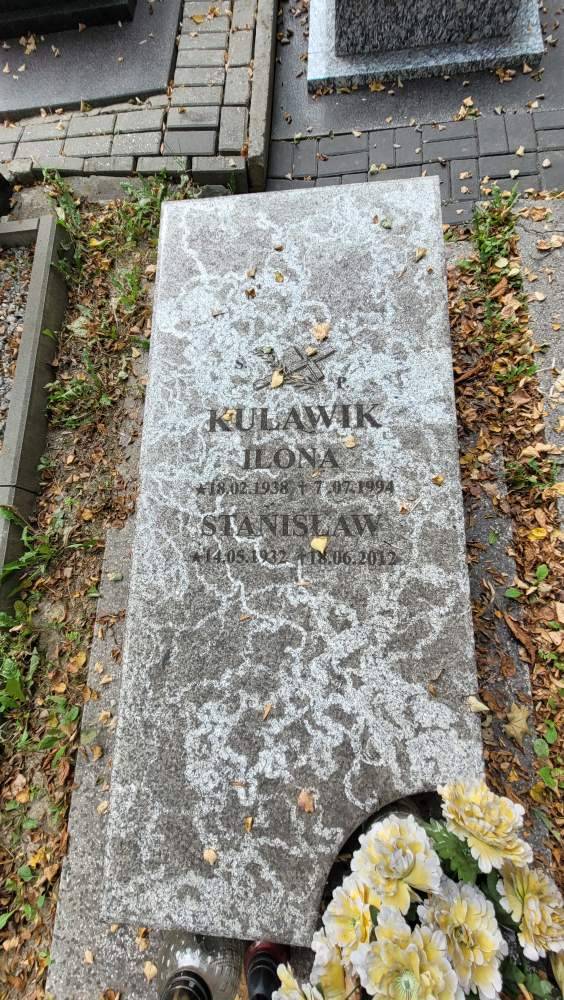 S P
KULAWIK
ILONA
★18.02.1938 † 7.07.1994
STANISŁAW
★14.05.1932 †18.06.2012